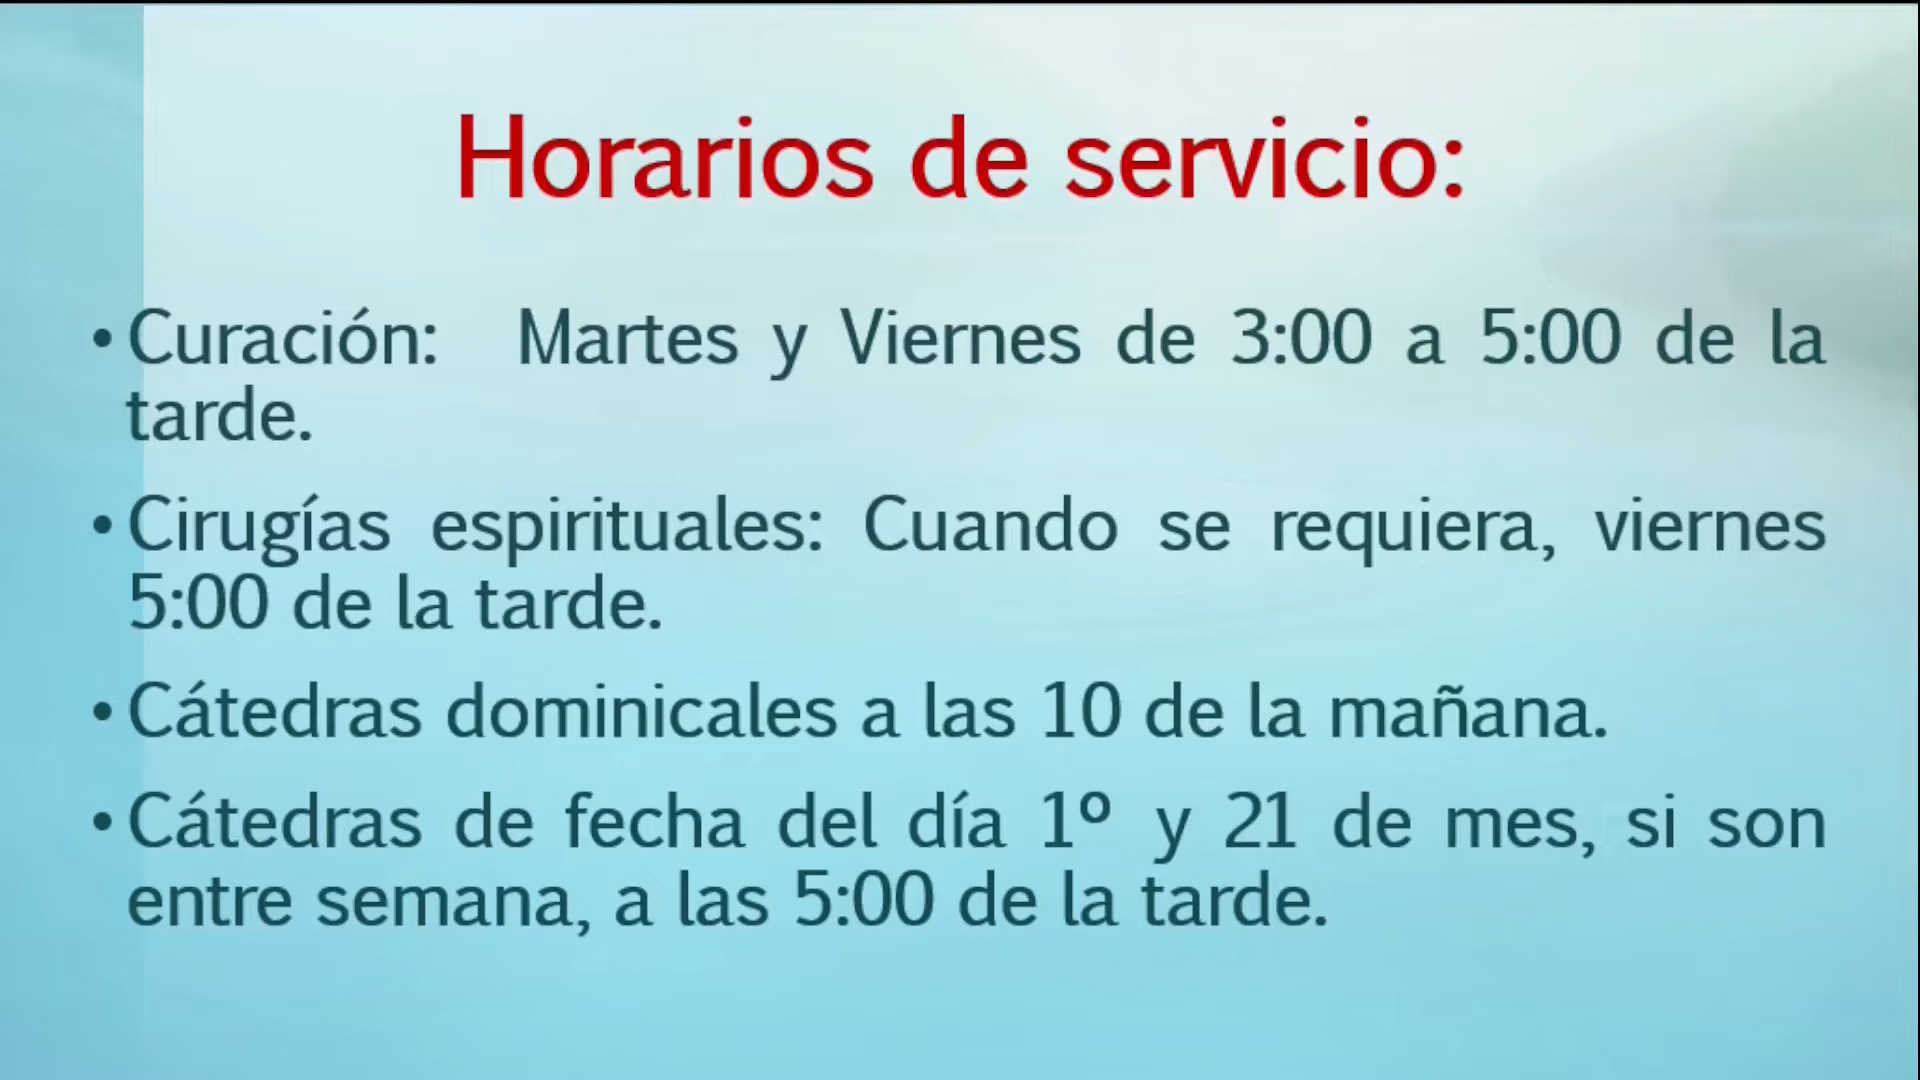 Horarios de servicio:
• Curación: Martes y Viernes de 3:00 a 5:00 de la
tarde.
• Cirugías espirituales: Cuando se requiera, viernes
5:00 de la tarde.
• Cátedras dominicales a las 10 de la mañana.
• Cátedras de fecha del día 1º y 21 de mes, si son
entre semana, a las 5:00 de la tarde.